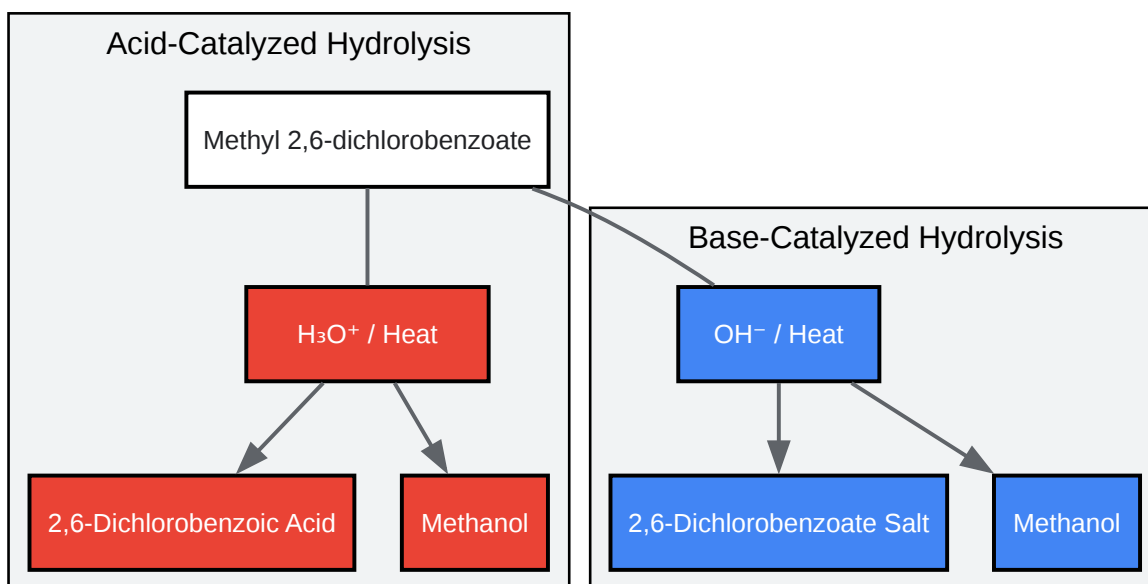 Acid-Catalyzed Hydrolysis
Methyl 2,6-dichlorobenzoate
Base-Catalyzed Hydrolysis
H₃O⁺ / Heat
OH⁻ / Heat
2,6-Dichlorobenzoic Acid
Methanol
2,6-Dichlorobenzoate Salt
Methanol